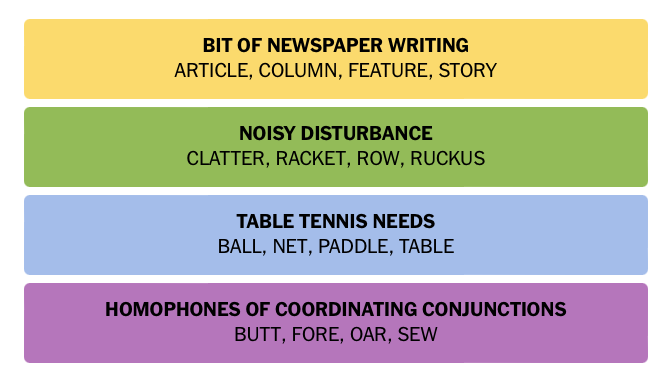 BIT OF NEWSPAPER WRITING
ARTICLE, COLUMN, FEATURE, STORY
NOISY DISTURBANCE
CLATTER, RACKET, ROW, RUCKUS
TABLE TENNIS NEEDS
BALL, NET, PADDLE, TABLE
HOMOPHONES OF COORDINATING CONJUNCTIONS
BUTT, FORE, OAR, SEW